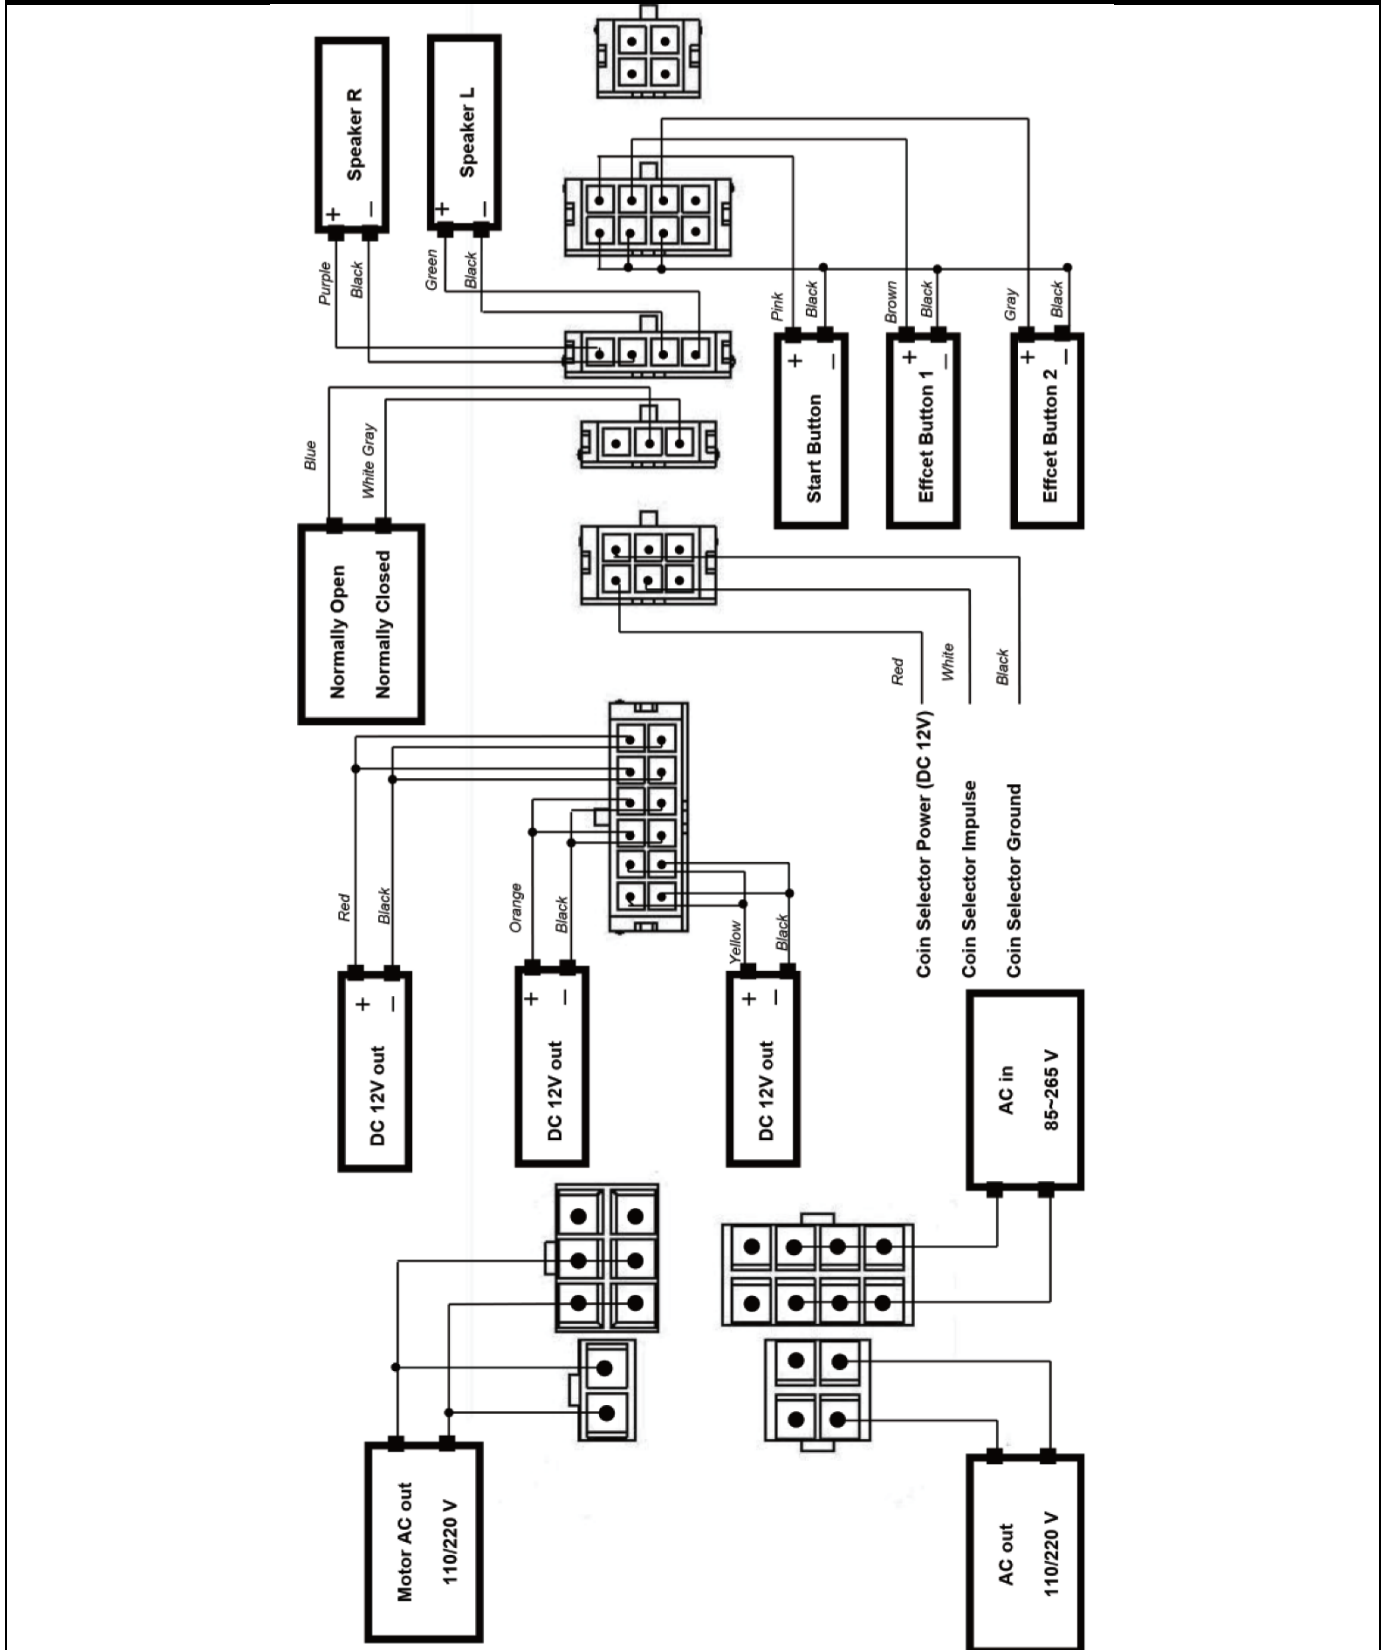 Speaker R
+
−
Speaker L
+
−
Purple
Black
Green
Black
Pink
Black
Brown
Black
Gray
Black
+
−
Start Button
+
−
Effcet Button 1
+
−
Effcet Button 2
Blue
White Gray
Normally Open
Normally Closed
Red
White
Black
Coin Selector Power (DC 12V)
Coin Selector Impulse
Coin Selector Ground
Red
Black
Orange
Black
Yellow
Black
+
−
DC 12V out
+
−
DC 12V out
+
−
DC 12V out
AC in
85~265 V
Motor AC out
110/220 V
AC out
110/220 V